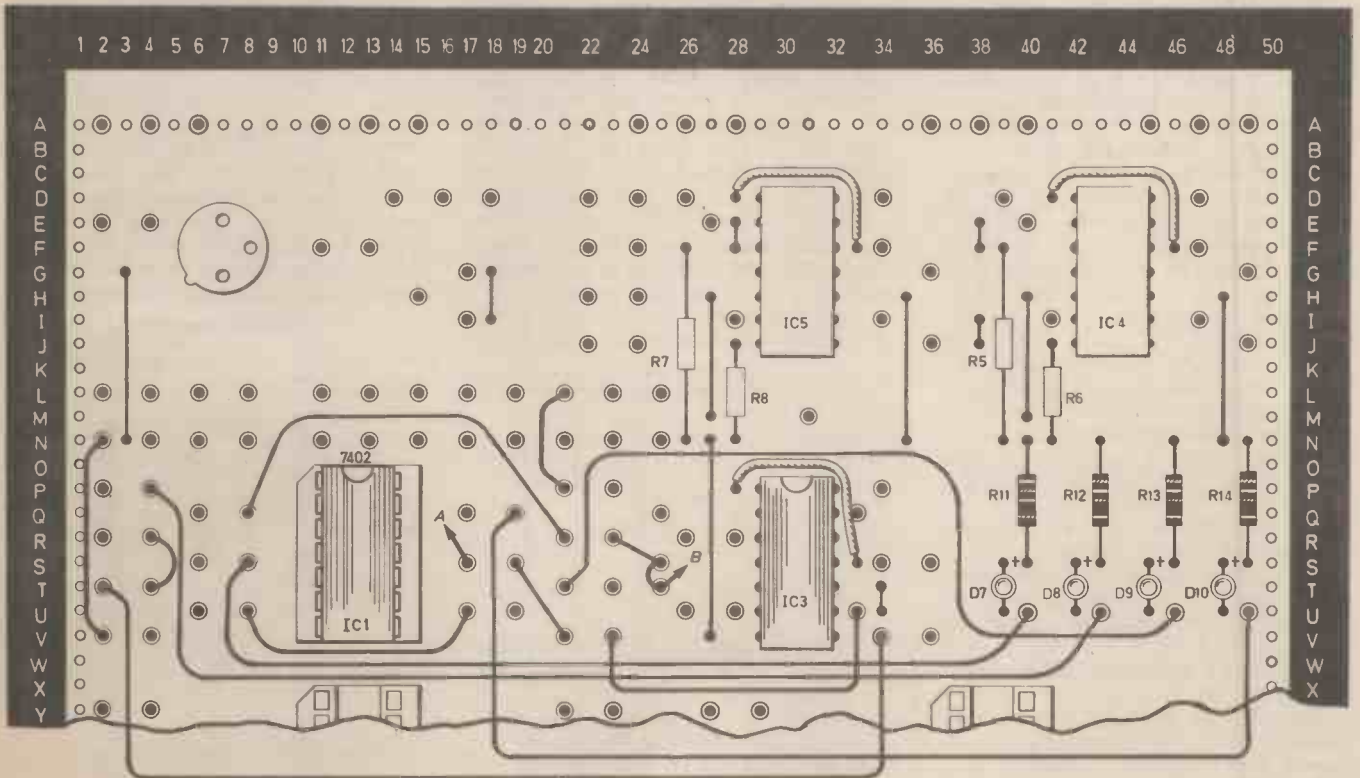 1 2 3 4 5 6 7 8 9 10 11 12 13 14 15 16 17 18 19 20 22 24 26 28 30 32 34 36 38 40 42 44 46 48 50
A A
B B
C C
D D
E E
F F
G G
H H
I IC5 IC4 I
J R7 R5 J
K K
L R8 R6 L
M M
N N
O 7402 O
P R11 R12 R13 R14 P
Q A Q
R R
S B + + + + S
T IC3 D7 D8 D9 D10 T
U IC1 U
V V
W W
X X
Y